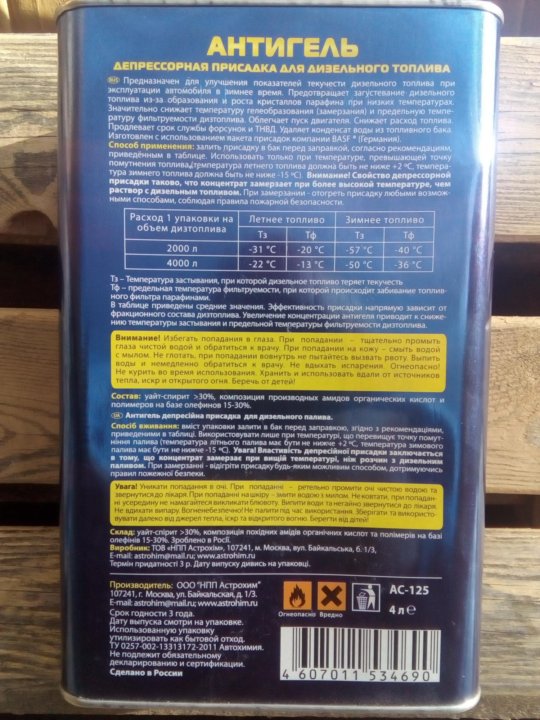 АНТИГЕЛЬ
ДЕПРЕССОРНАЯ ПРИСАДКА ДЛЯ ДИЗЕЛЬНОГО ТОПЛИВА
RUS Предназначен для улучшения показателей текучести дизельного топлива при
эксплуатации автомобиля в зимнее время. Предотвращает загустевание дизельного
топлива из-за образования и роста кристаллов парафина при низких температурах.
Значительно снижает температуру гелеобразования (замерзания) и предельную темпе-
ратуру фильтруемости дизтоплива. Облегчает пуск двигателя. Снижает расход топлива.
Продлевает срок службы форсунок и ТНВД. Удаляет конденсат воды из топливного бака.
Изготовлен с использованием пакета присадок компании BASF ® (Германия).
Способ применения: залить присадку в бак перед заправкой, согласно рекомендациям,
приведённым в таблице. Использовать только при температуре, превышающей точку
помутнения топлива,(температура летнего топлива должна быть не ниже +2 ºC, темпера-
тура зимнего топлива должна быть не ниже -15 ºC). Внимание! Свойство депрессорной
присадки таково, что концентрат замерзает при более высокой температуре, чем
раствор с дизельным топливом. При замерзании - отогреть присадку любыми возмож-
ными способами, соблюдая правила пожарной безопасности.
Расход 1 упаковки на объем дизтоплива Летнее топливо Зимнее топливо
Тз Тф Тз Тф
2000 л -31 °C -20 °C -57 °C -40 °C
4000 л -22 °C -13 °C -50 °C -36 °C
Тз – Температура застывания, при которой дизельное топливо теряет текучесть
Тф – предельная температура фильтруемости, при которой происходит забивание топлив-
ного фильтра парафинами.
В таблице приведены средние значения. Эффективность присадки напрямую зависит от
фракционного состава дизтоплива. Увеличение концентрации антигеля приводит к сниже-
нию температуры застывания и предельной температуры фильтруемости дизтоплива.
Внимание! Избегать попадания в глаза. При попадании – тщательно промыть
глаза чистой водой и обратиться к врачу. При попадании на кожу – смыть водой
с мылом. Не глотать, при попадании вовнутрь не пытайтесь вызвать рвоту. Выпить
воды и немедленно обратиться к врачу. Не вдыхать испарения. Огнеопасно!
Не курить во время использования. Хранить и использовать вдали от источников
тепла, искр и открытого огня. Беречь от детей!
Состав: уайт-спирит >30%, композиция производных амидов органических кислот и
полимеров на базе олефинов 15-30%.
UA Антигель депресійна присадка для дизельного палива.
Спосіб вживання: вміст упаковки залити в бак перед заправкою, згідно з рекомендаціями,
приведеними в таблиці. Використовувати лише при температурі, що перевищує точку помут-
ніння палива (температура літнього палива має бути не нижче +2 ºC, температура зимового
палива має бути не нижче -15 ºC). Увага! Властивість депресійної присадки заключається
в тому, що концентрат замерзає при вищій температурі, ніж розчин з дизельним
паливом. При замерзанні - відігріти присадку будь-яким можливим способом, дотримуючись
правил пожежної безпеки.
Увага! Уникати попадання в очі. При попаданні – ретельно промити очі чистою водою та
звернутися до лікаря. При попаданні на шкіру – змити водою з милом. Не ковтати, при попадан-
ні усередину не намагайтеся викликати блювоту. Випити води та негайно звернутися до лікаря.
Не вдихати випару. Вогненебезпечно! Не палити під час використання. Зберігати та використо-
вувати далеко від джерел тепла, іскр та відкритого вогню. Берегти від дітей!
Склад: уайт-спирит >30%, композиція похідних амидів органічних кислот та полімерів на базі
олефінів 15-30%. Зроблено в Росії.
Виробник: ТОВ «НПП Астрохім», 107241, м. Москва, вул. Байкальська, б. 1/3,
E-mail: astrohim@mail.ru; www.astrohim.ru
Термін придатності 3 р. Дату випуску дивись на упаковці.
Производитель: ООО "НПП Астрохим"
107241, г. Москва, ул. Байкальская, д. 1/3.
E-mail: astrohim@mail.ru; www.astrohim.ru
Срок годности 3 года.
Дату выпуска смотри на упаковке.
Использованную упаковку
утилизировать как бытовой отход.
ТУ 0257-002-13313172-2011 Автохимия.
Не подлежит обязательному
декларированию и сертификации.
Сделано в России
Огнеопасно Вредно
АС-125
4 л e
4 607011 534690